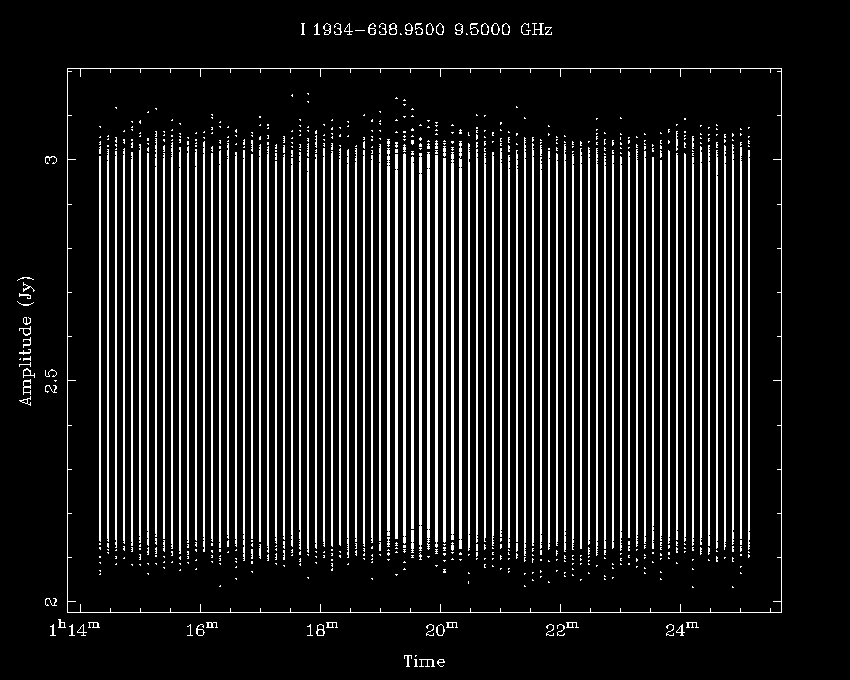 I 1934−638.9500 9.5000 GHz
Amplitude (Jy)
3
2.5
2
1ʰ14ᵐ 16ᵐ 18ᵐ 20ᵐ 22ᵐ 24ᵐ
Time